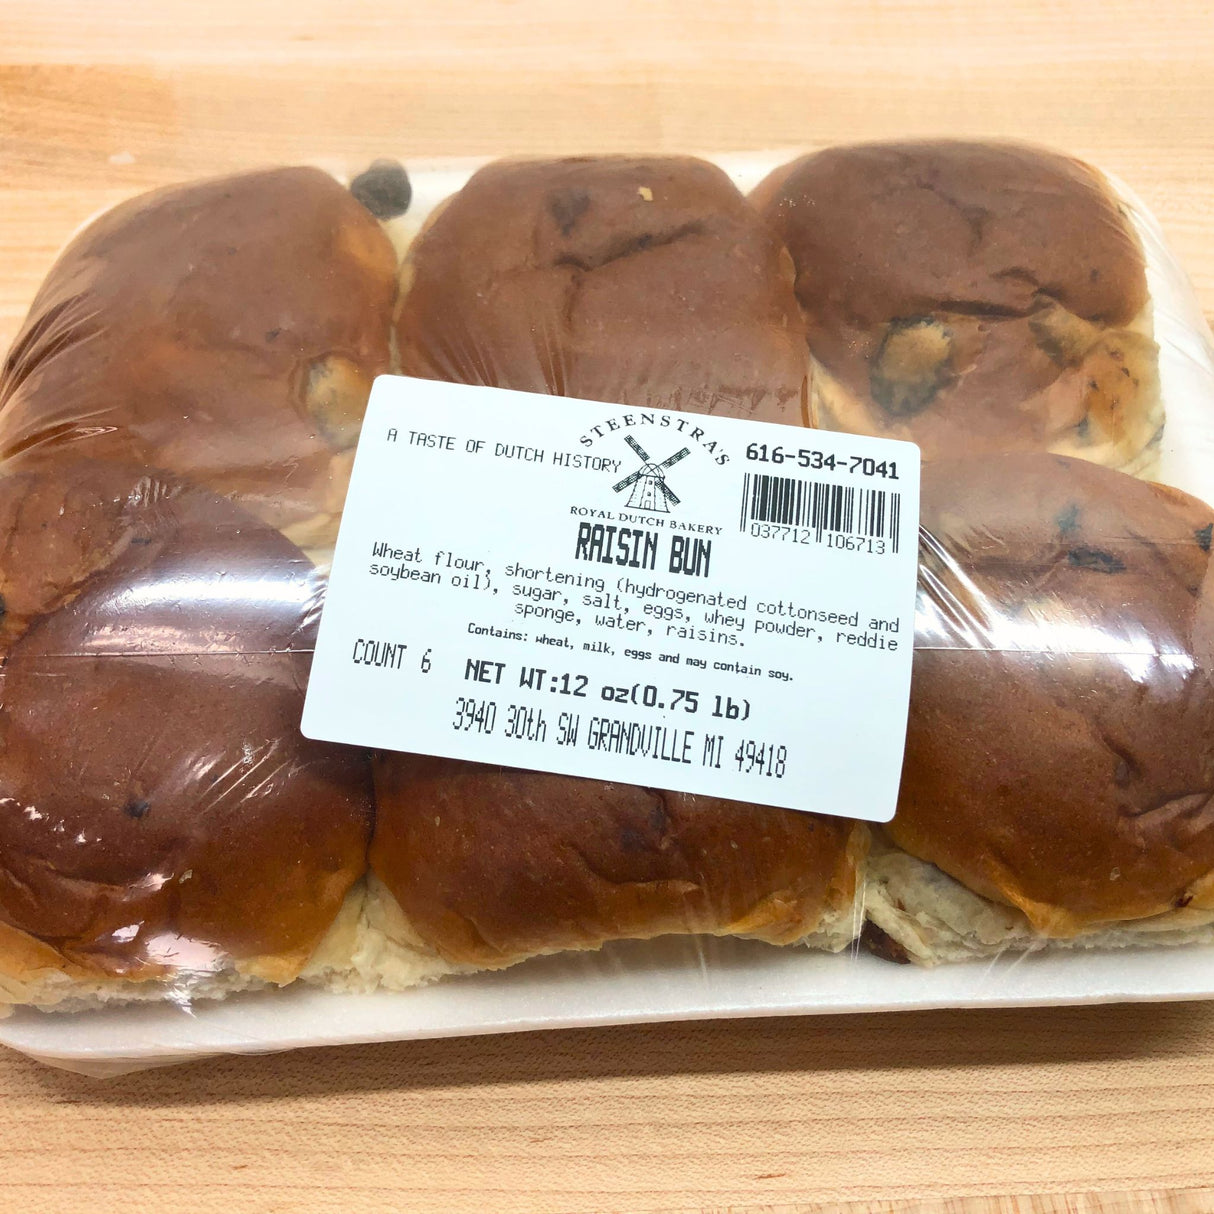 A TASTE OF DUTCH HISTORY
STEENSTRA'S
ROYAL DUTCH BAKERY
616-534-7041
037712 106713
RAISIN BUN
Wheat flour, shortening (hydrogenated cottonseed and
soybean oil), sugar, salt, eggs, whey powder, reddie
sponge, water, raisins.
Contains: wheat, milk, eggs and may contain soy.
COUNT 6
NET WT:12 oz(0.75 lb)
3940 30th SW GRANDVILLE MI 49418